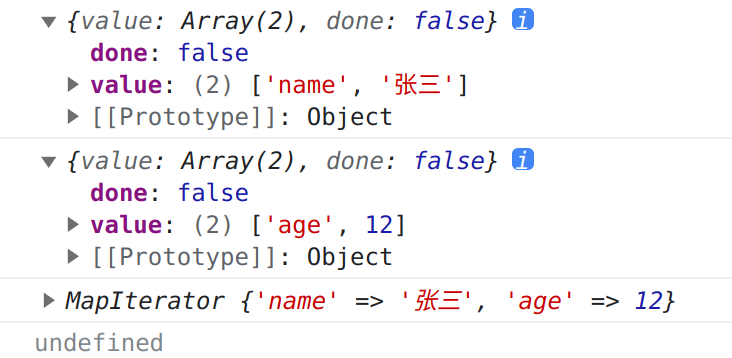 {value: Array(2), done: false} i
done: false
value: (2) ['name', '张三']
[[Prototype]]: Object
{value: Array(2), done: false} i
done: false
value: (2) ['age', 12]
[[Prototype]]: Object
MapIterator {'name' => '张三', 'age' => 12}
undefined